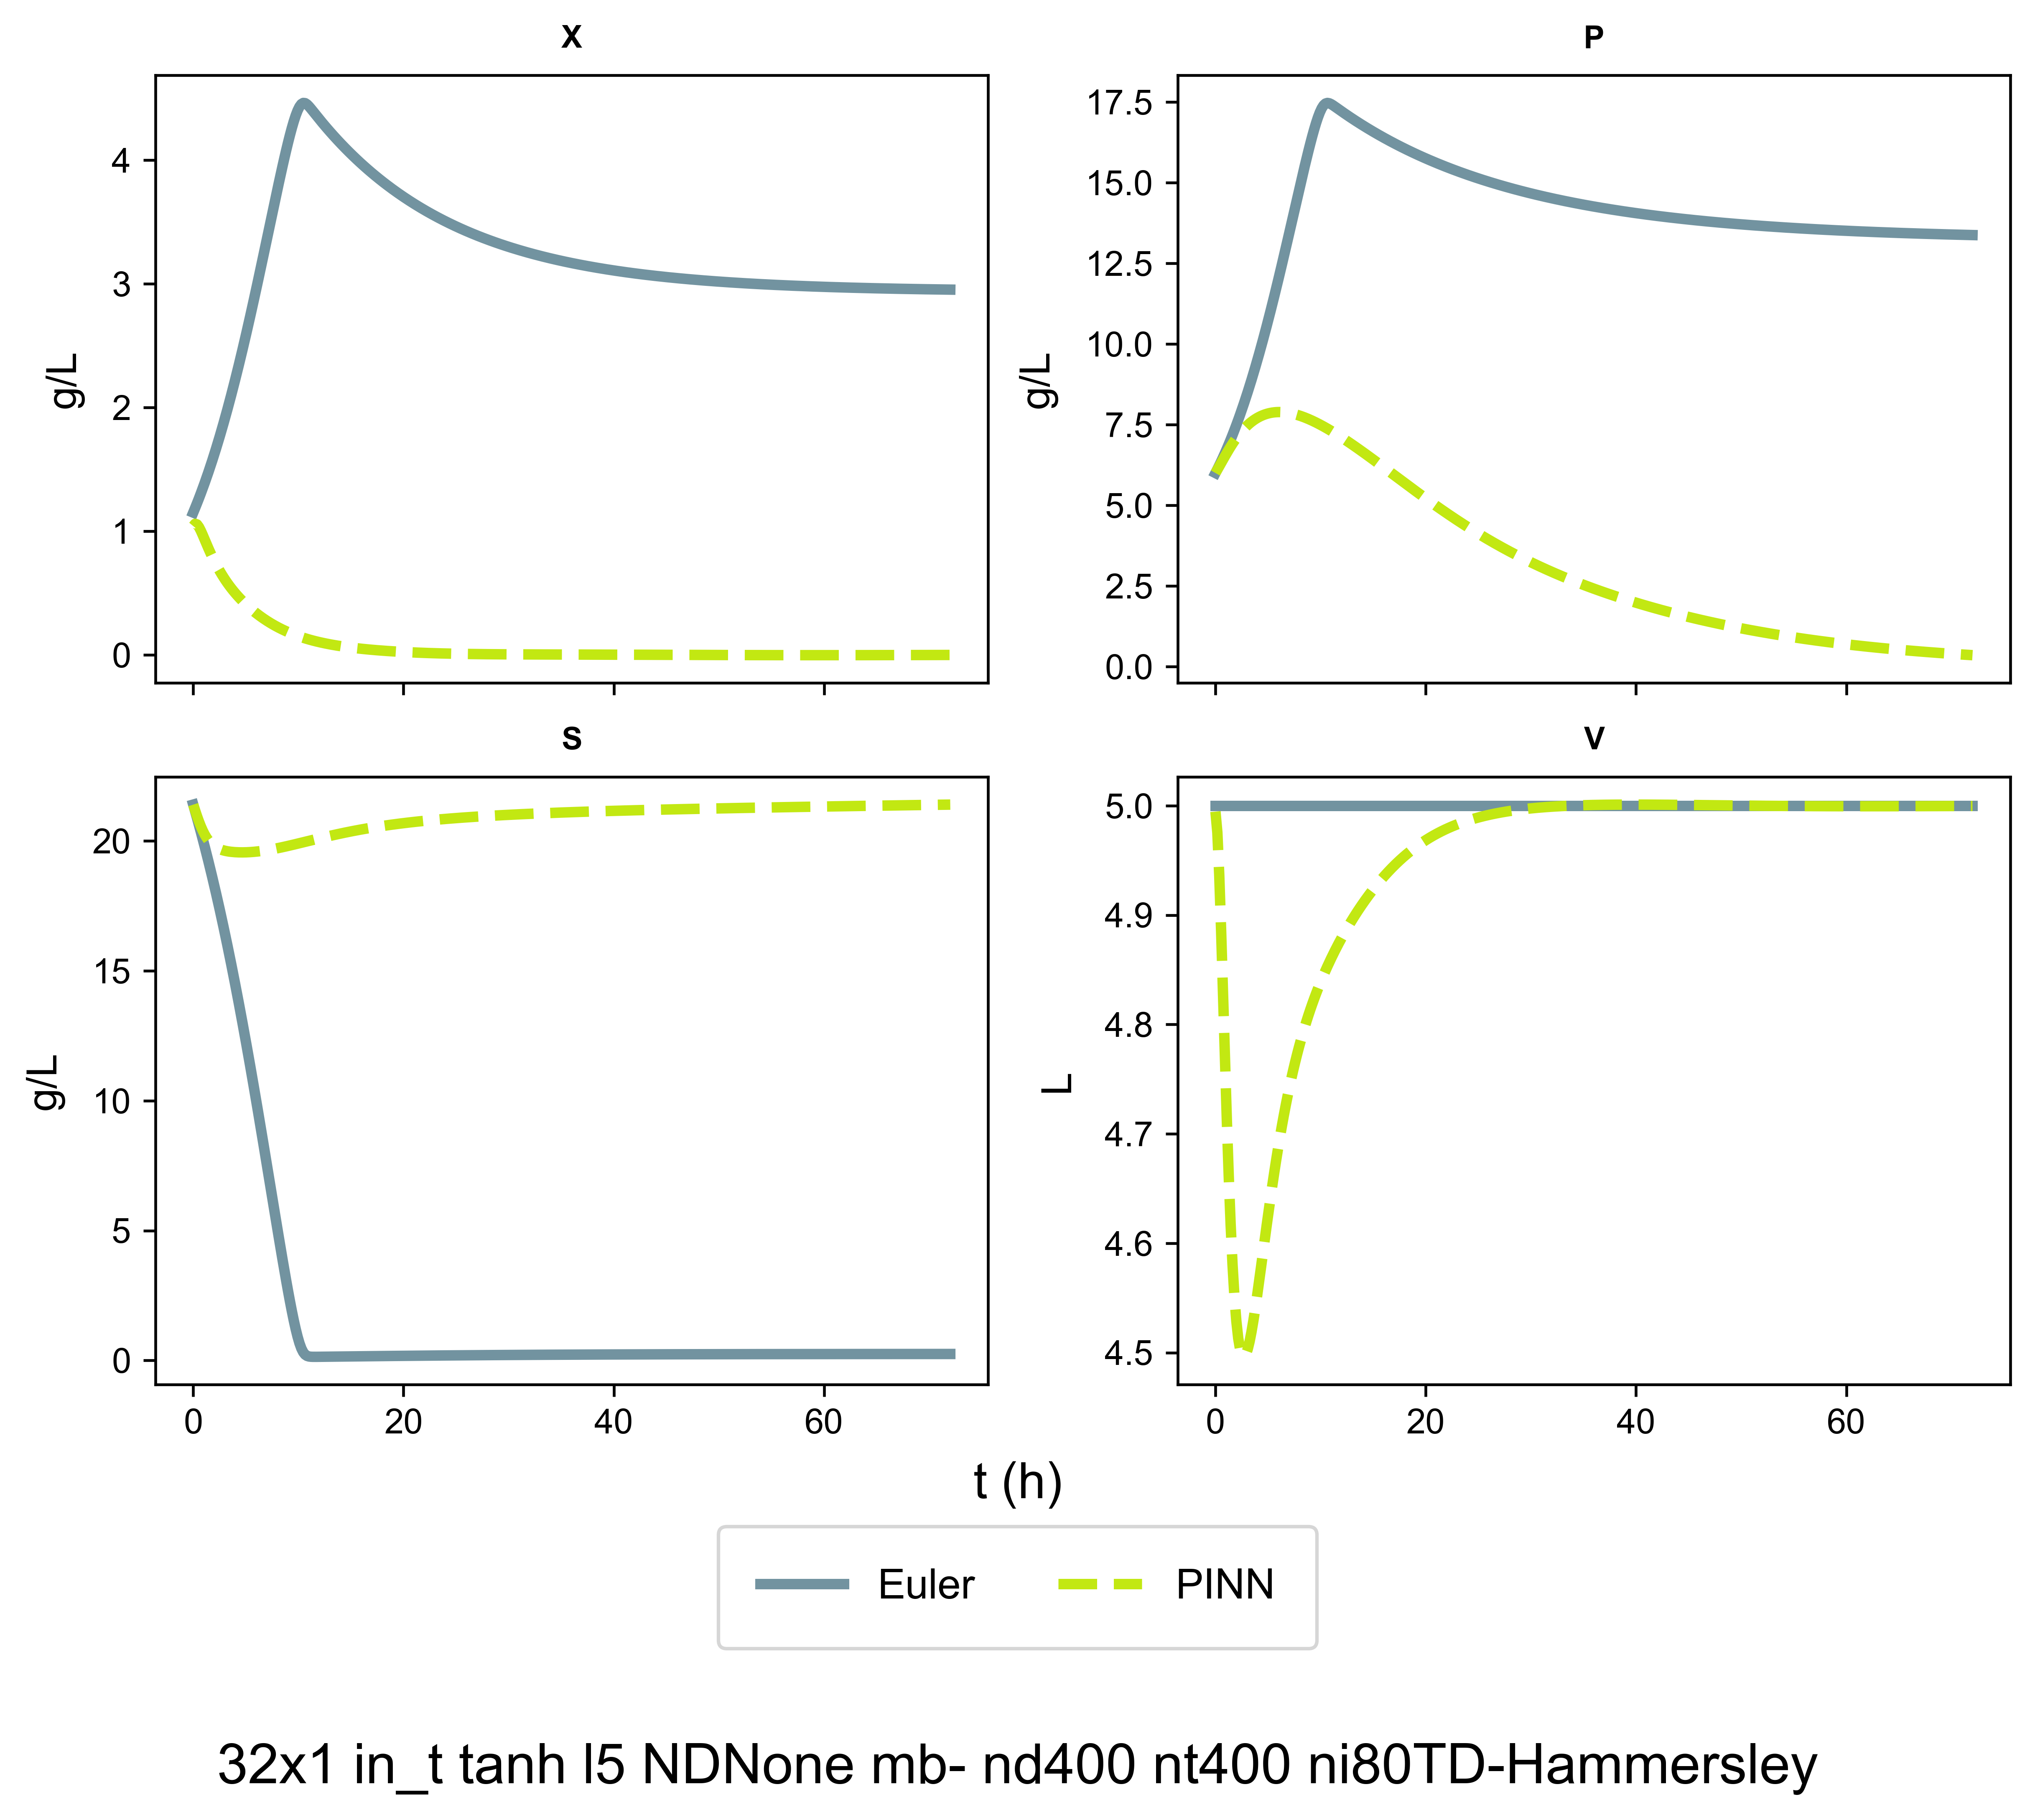 X
P
4
3
2
1
0
g/L
17.5
15.0
12.5
10.0
7.5
5.0
2.5
0.0
g/L
S
V
20
15
10
5
0
g/L
5.0
4.9
4.8
4.7
4.6
4.5
L
0 20 40 60
0 20 40 60
t (h)
Euler PINN
32x1 in_t tanh l5 NDNone mb- nd400 nt400 ni80TD-Hammersley